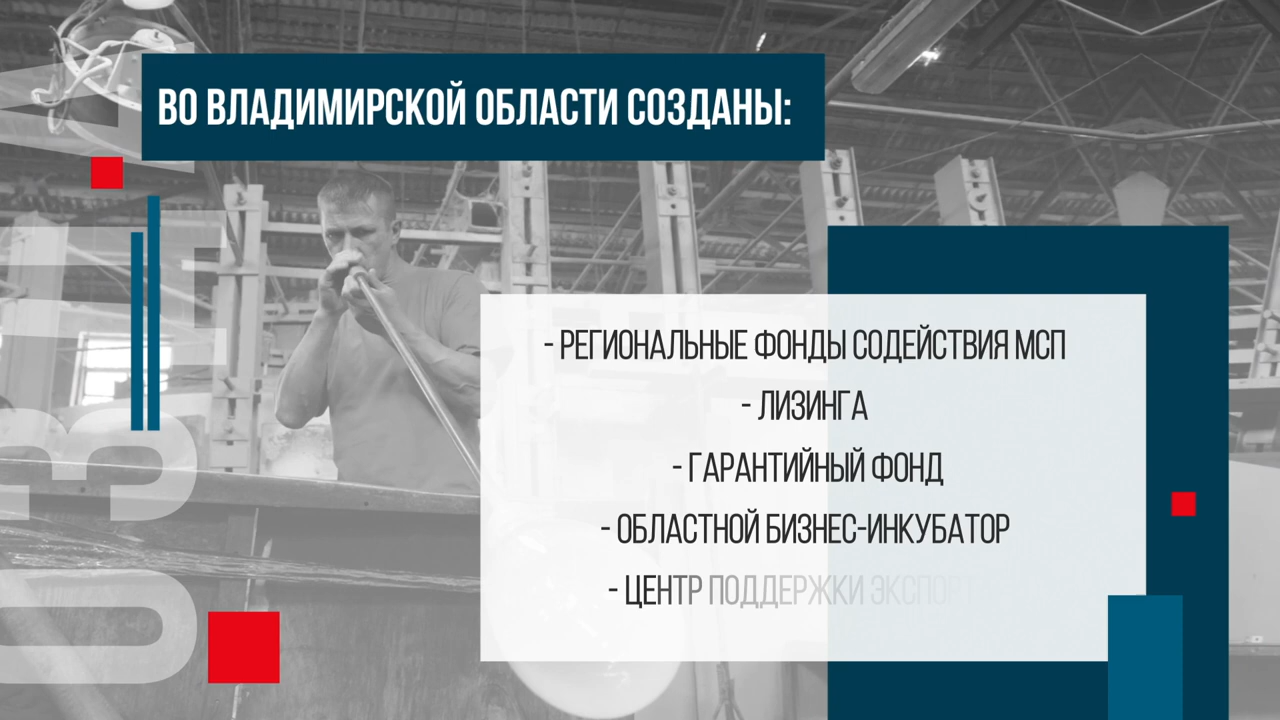 ВО ВЛАДИМИРСКОЙ ОБЛАСТИ СОЗДАНЫ:
- РЕГИОНАЛЬНЫЕ ФОНДЫ СОДЕЙСТВИЯ МСП
- ЛИЗИНГА
- ГАРАНТИЙНЫЙ ФОНД
- ОБЛАСТНОЙ БИЗНЕС-ИНКУБАТОР
- ЦЕНТР ПОДДЕРЖКИ